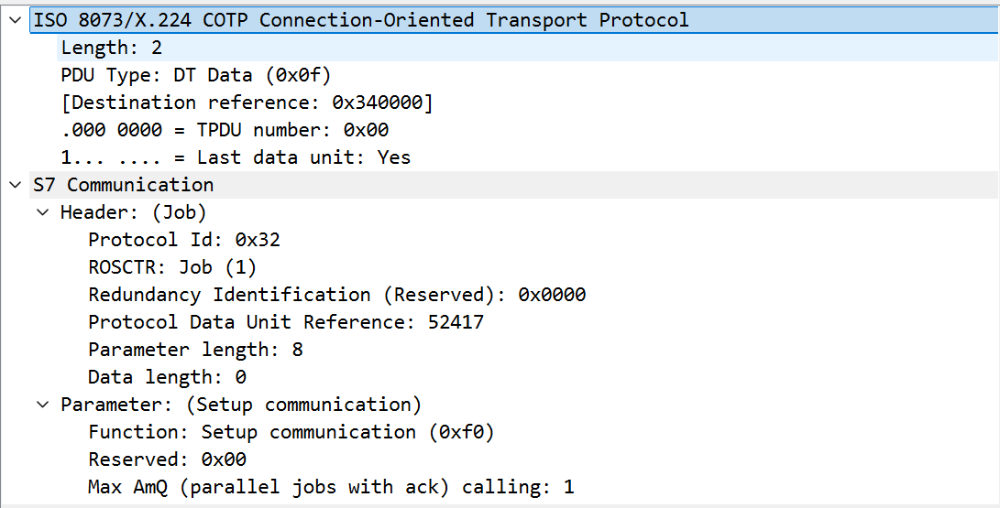 ISO 8073/X.224 COTP Connection-Oriented Transport Protocol
Length: 2
PDU Type: DT Data (0x0f)
[Destination reference: 0x340000]
.000 0000 = TPDU number: 0x00
1... .... = Last data unit: Yes
S7 Communication
Header: (Job)
Protocol Id: 0x32
ROSCTR: Job (1)
Redundancy Identification (Reserved): 0x0000
Protocol Data Unit Reference: 52417
Parameter length: 8
Data length: 0
Parameter: (Setup communication)
Function: Setup communication (0xf0)
Reserved: 0x00
Max AmQ (parallel jobs with ack) calling: 1